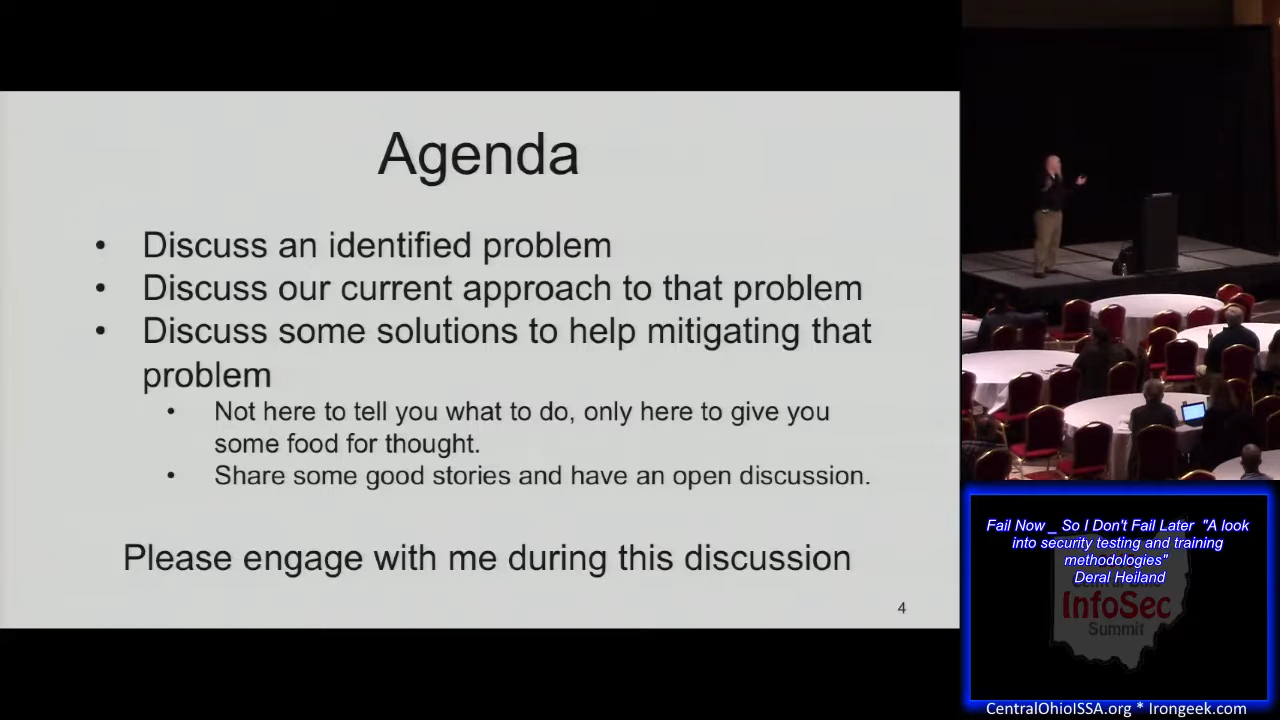 Agenda
• Discuss an identified problem
• Discuss our current approach to that problem
• Discuss some solutions to help mitigating that
problem
• Not here to tell you what to do, only here to give you
some food for thought.
• Share some good stories and have an open discussion.
Please engage with me during this discussion
4
Fail Now _ So I Don't Fail Later "A look
into security testing and training
methodologies"
Deral Heiland
Central Ohio
InfoSec
Summit
CentralOhioISSA.org * Irongeek.com